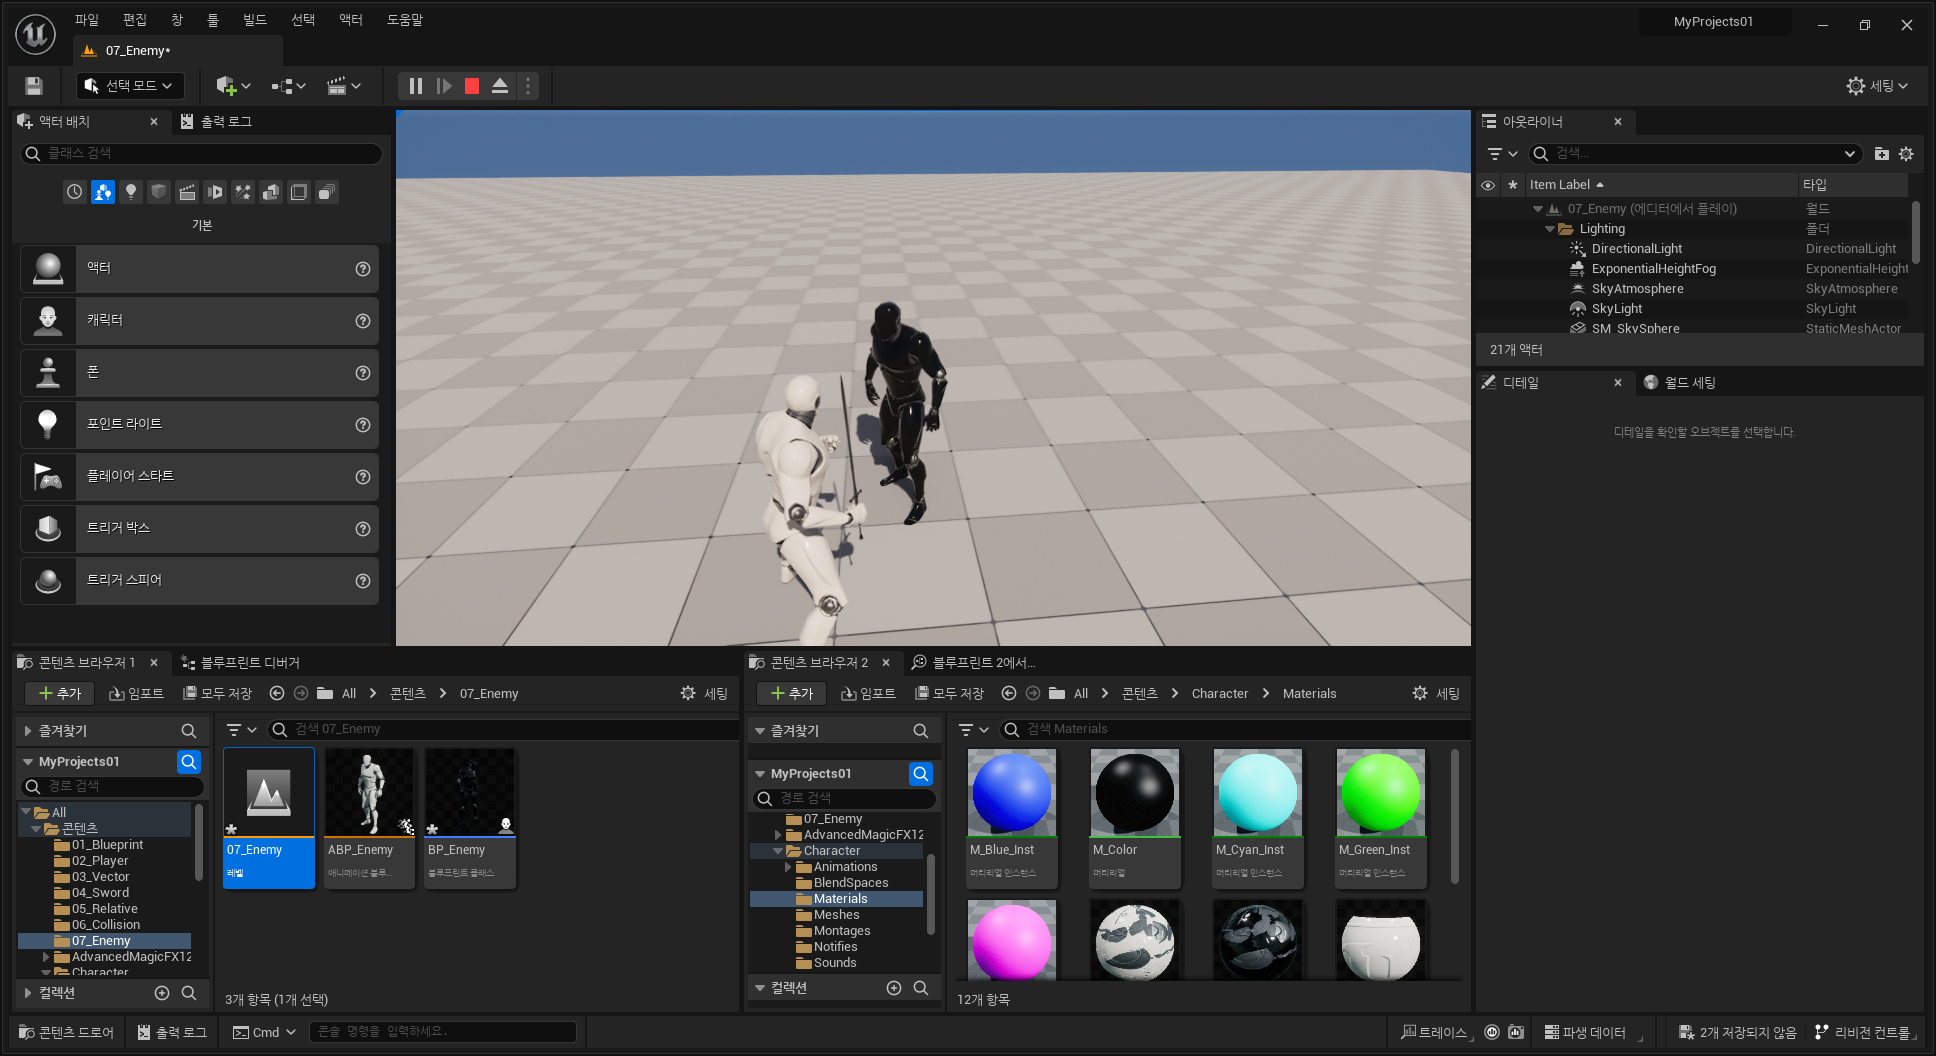 파일 편집 창 툴 빌드 선택 액터 도움말
MyProjects01
07_Enemy*
선택 모드
세팅
액터 배치
출력 로그
클래스 검색
기본
액터
캐릭터
폰
포인트 라이트
플레이어 스타트
트리거 박스
트리거 스피어
아웃라이너
검색...
Item Label 타입
07_Enemy (에디터에서 플레이) 월드
Lighting 폴더
DirectionalLight DirectionalLight
ExponentialHeightFog ExponentialHeight
SkyAtmosphere SkyAtmosphere
SkyLight SkyLight
SM_SkySphere StaticMeshActor
21개 액터
디테일
월드 세팅
디테일을 확인할 오브젝트를 선택합니다.
콘텐츠 브라우저 1
블루프린트 디버거
추가 임포트 모두 저장 All 콘텐츠 07_Enemy 세팅
즐겨찾기
검색 07_Enemy
MyProjects01
경로 검색
All
콘텐츠
01_Blueprint
02_Player
03_Vector
04_Sword
05_Relative
06_Collision
07_Enemy
AdvancedMagicFX12
Character
컬렉션
07_Enemy
레벨
ABP_Enemy
애니메이션 블루...
BP_Enemy
블루프린트 클래스
3개 항목 (1개 선택)
콘텐츠 브라우저 2
블루프린트 2에서...
추가 임포트 모두 저장 All 콘텐츠 Character Materials 세팅
즐겨찾기
검색 Materials
MyProjects01
경로 검색
07_Enemy
AdvancedMagicFX12
Character
Animations
BlendSpaces
Materials
Meshes
Montages
Notifies
Sounds
컬렉션
M_Blue_Inst
머티리얼 인스턴스
M_Color
머티리얼
M_Cyan_Inst
머티리얼 인스턴스
M_Green_Inst
머티리얼 인스턴스
12개 항목
콘텐츠 드로어
출력 로그
Cmd
콘솔 명령을 입력하세요.
트레이스
파생 데이터
2개 저장되지 않음
리비전 컨트롤